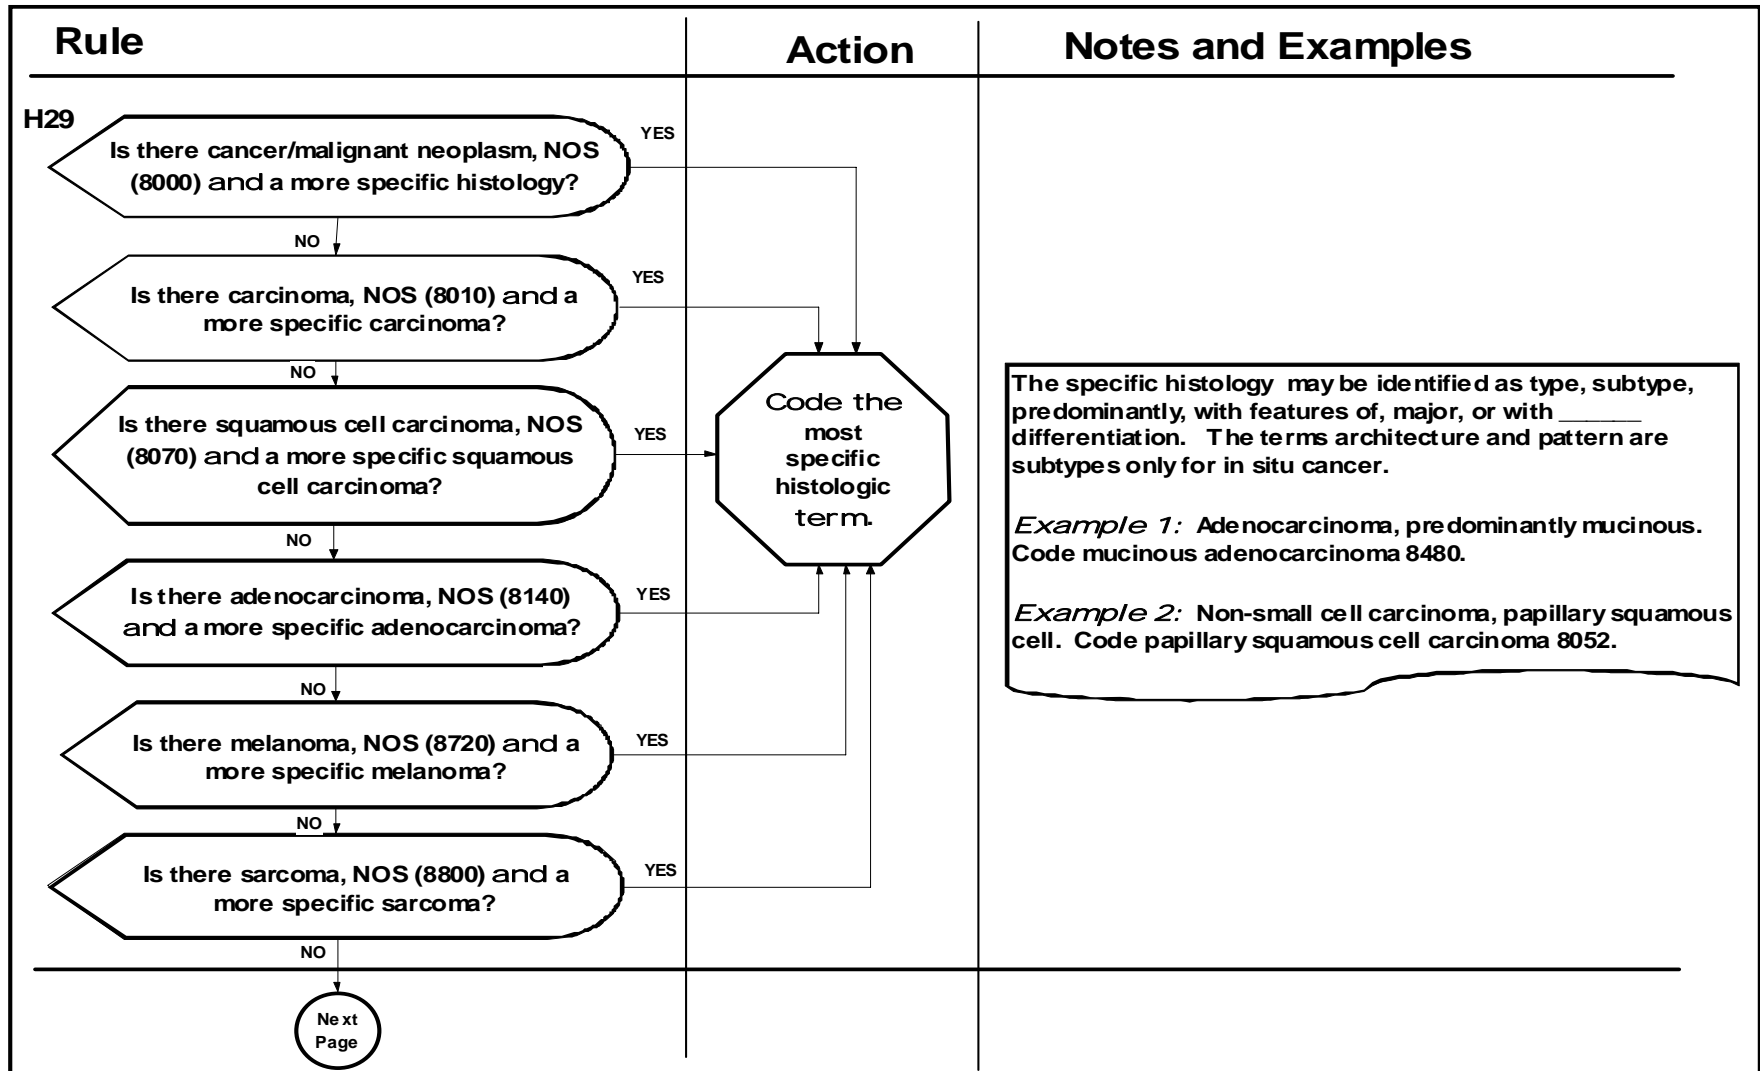 Rule
Action
Notes and Examples
H29
Is there cancer/malignant neoplasm, NOS
(8000) and a more specific histology?
YES
NO
Is there carcinoma, NOS (8010) and a
more specific carcinoma?
YES
NO
Is there squamous cell carcinoma, NOS
(8070) and a more specific squamous
cell carcinoma?
YES
NO
Is there adenocarcinoma, NOS (8140)
and a more specific adenocarcinoma?
YES
NO
Is there melanoma, NOS (8720) and a
more specific melanoma?
YES
NO
Is there sarcoma, NOS (8800) and a
more specific sarcoma?
YES
NO
Next
Page
Code the
most
specific
histologic
term.
The specific histology may be identified as type, subtype,
predominantly, with features of, major, or with ______
differentiation. The terms architecture and pattern are
subtypes only for in situ cancer.
Example 1: Adenocarcinoma, predominantly mucinous.
Code mucinous adenocarcinoma 8480.
Example 2: Non-small cell carcinoma, papillary squamous
cell. Code papillary squamous cell carcinoma 8052.